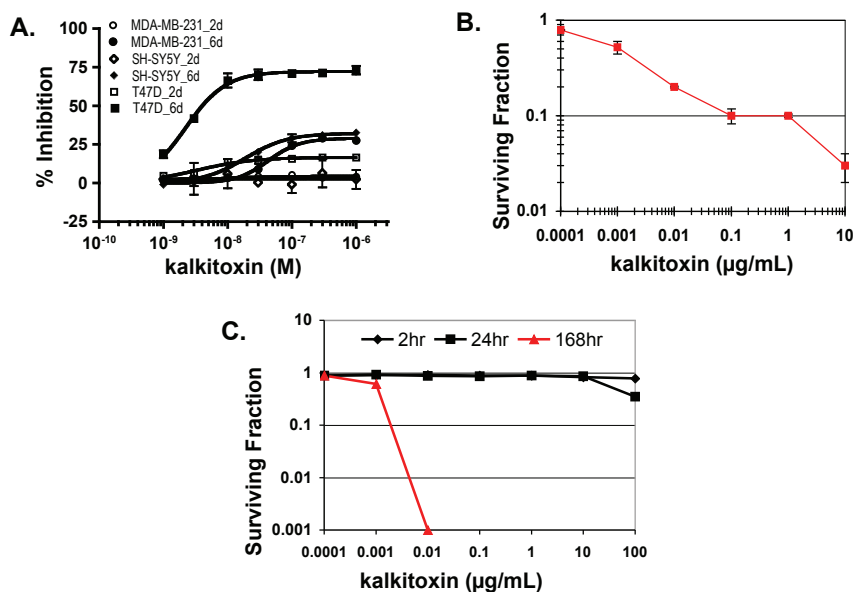 A.
MDA-MB-231_2d
MDA-MB-231_6d
SH-SY5Y_2d
SH-SY5Y_6d
T47D_2d
T47D_6d
% Inhibition
100
75
50
25
0
-25
10⁻¹⁰ 10⁻⁹ 10⁻⁸ 10⁻⁷ 10⁻⁶
kalkitoxin (M)
B.
Surviving Fraction
1
0.1
0.01
0.0001 0.001 0.01 0.1 1 10
kalkitoxin (µg/mL)
C.
2hr 24hr 168hr
Surviving Fraction
10
1
0.1
0.01
0.001
0.0001 0.001 0.01 0.1 1 10 100
kalkitoxin (µg/mL)